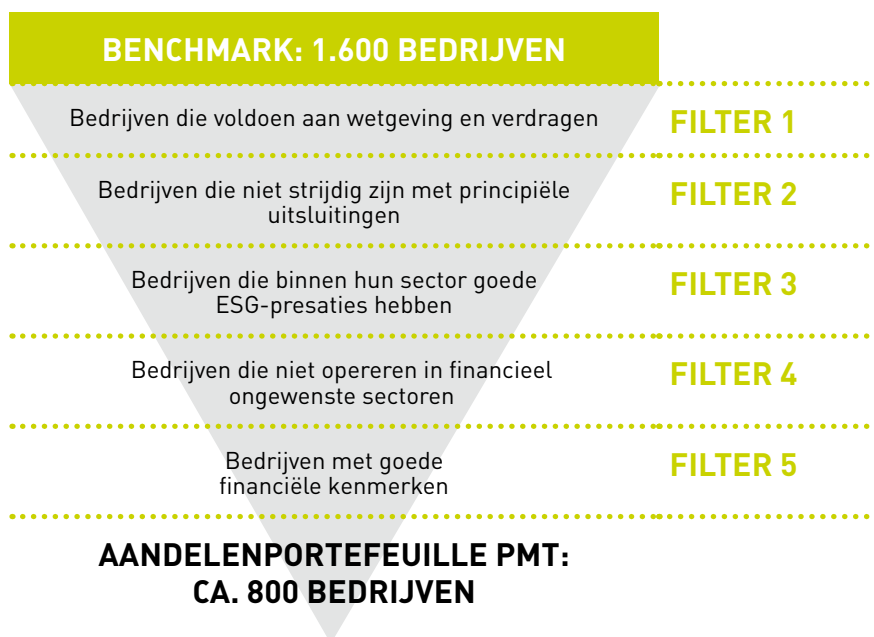 BENCHMARK: 1.600 BEDRIJVEN
Bedrijven die voldoen aan wetgeving en verdragen
FILTER 1
Bedrijven die niet strijdig zijn met principiële
uitsluitingen
FILTER 2
Bedrijven die binnen hun sector goede
ESG-presaties hebben
FILTER 3
Bedrijven die niet opereren in financieel
ongewenste sectoren
FILTER 4
Bedrijven met goede
financiële kenmerken
FILTER 5
AANDELENPORTEFEUILLE PMT:
CA. 800 BEDRIJVEN